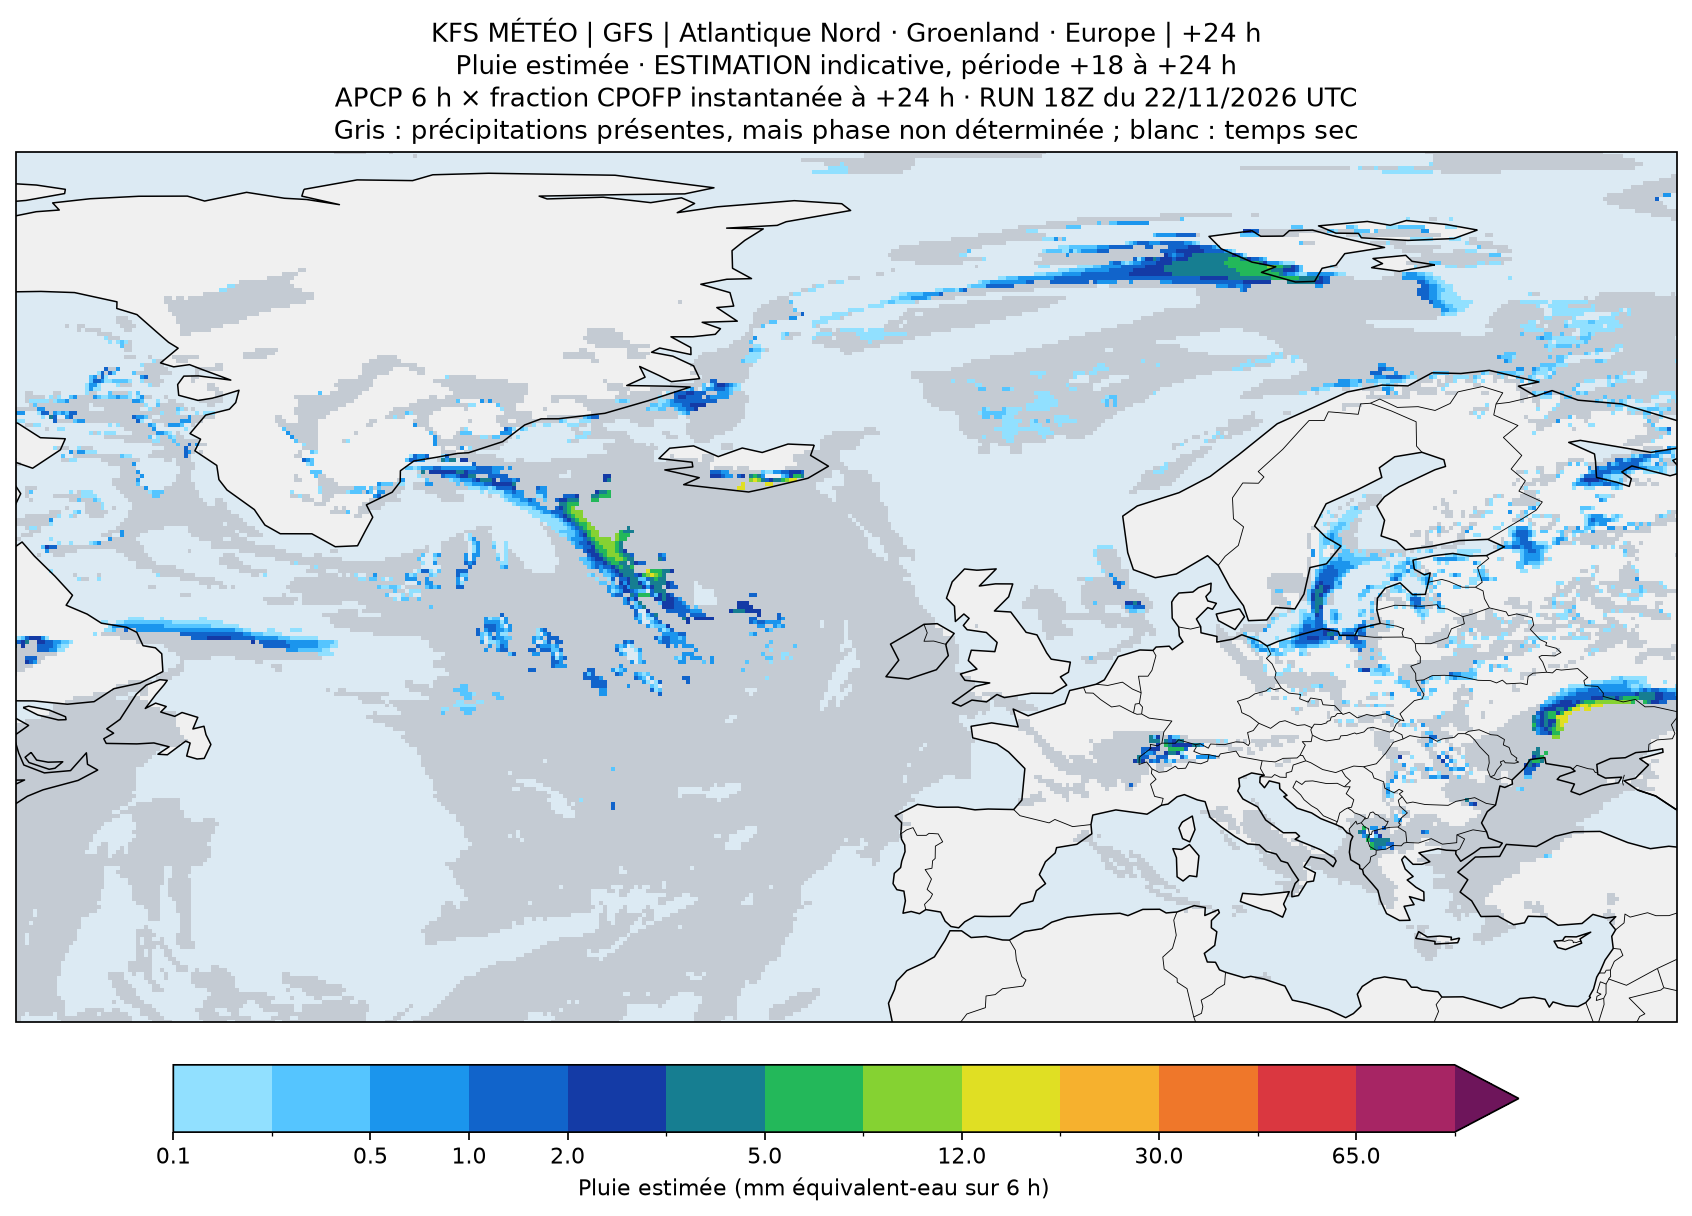 KFS MÉTÉO | GFS | Atlantique Nord · Groenland · Europe | +24 h
Pluie estimée · ESTIMATION indicative, période +18 à +24 h
APCP 6 h × fraction CPOFP instantanée à +24 h · RUN 18Z du 22/11/2026 UTC
Gris : précipitations présentes, mais phase non déterminée ; blanc : temps sec
0.1 0.5 1.0 2.0 5.0 12.0 30.0 65.0
Pluie estimée (mm équivalent-eau sur 6 h)